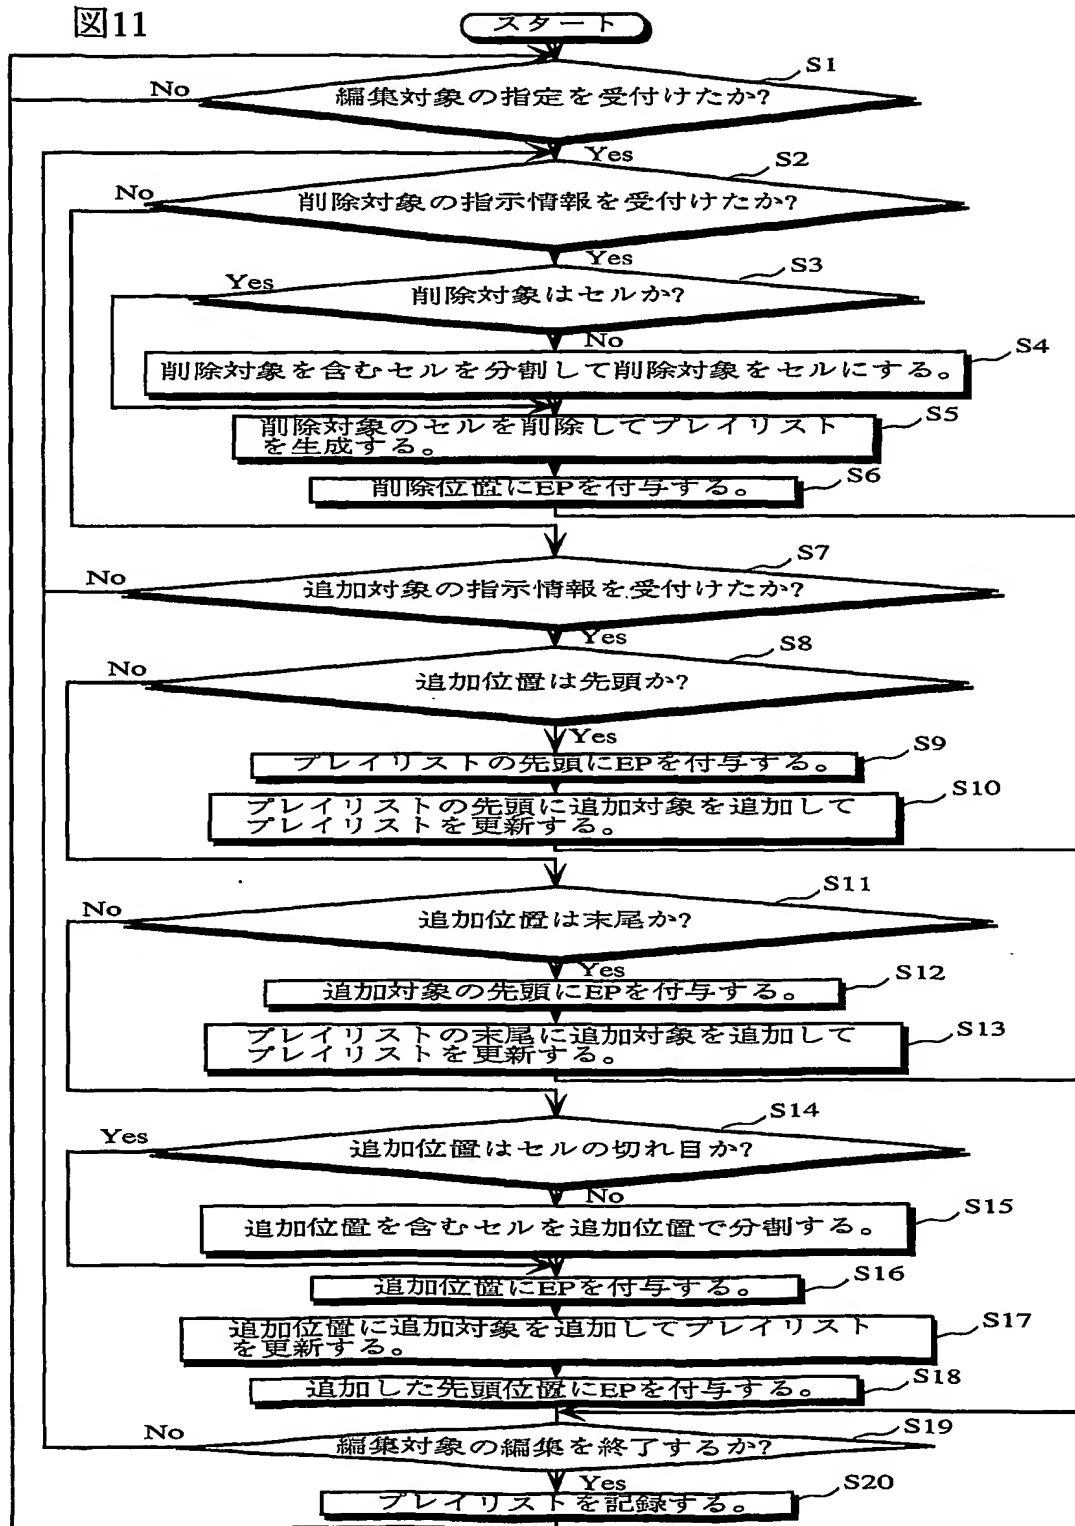 図11
スタート
S1
No
編集対象の指定を受付けたか?
Yes
S2
No
削除対象の指示情報を受付けたか?
Yes
S3
Yes
削除対象はセルか?
No
S4
削除対象を含むセルを分割して削除対象をセルにする。
S5
削除対象のセルを削除してプレイリスト
を生成する。
S6
削除位置にEPを付与する。
S7
No
追加対象の指示情報を受付けたか?
Yes
S8
No
追加位置は先頭か?
Yes
S9
プレイリストの先頭にEPを付与する。
S10
プレイリストの先頭に追加対象を追加して
プレイリストを更新する。
S11
No
追加位置は末尾か?
Yes
S12
追加対象の先頭にEPを付与する。
S13
プレイリストの末尾に追加対象を追加して
プレイリストを更新する。
S14
Yes
追加位置はセルの切れ目か?
No
S15
追加位置を含むセルを追加位置で分割する。
S16
追加位置にEPを付与する。
S17
追加位置に追加対象を追加してプレイリスト
を更新する。
S18
追加した先頭位置にEPを付与する。
S19
No
編集対象の編集を終了するか?
Yes
S20
プレイリストを記録する。